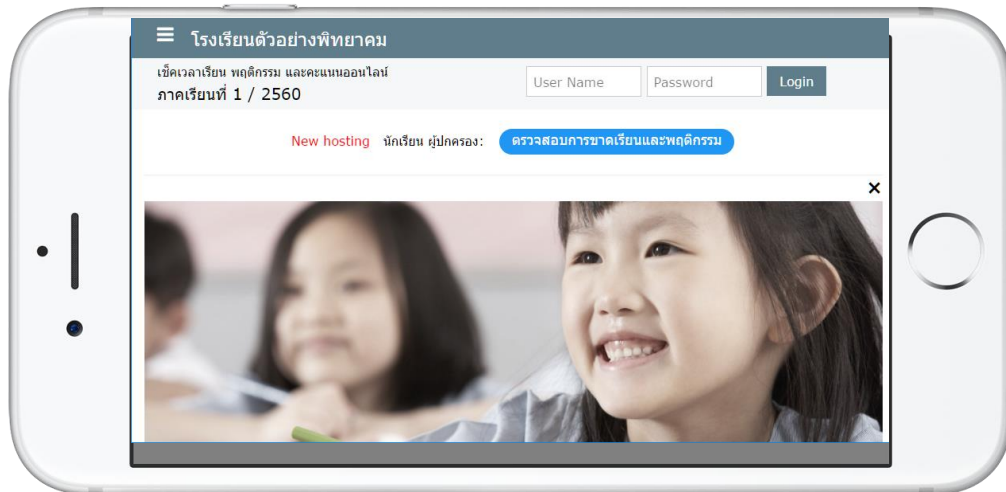 โรงเรียนตัวอย่างพิทยาคม
เช็คเวลาเรียน พฤติกรรม และคะแนนออนไลน์
ภาคเรียนที่ 1 / 2560
User Name Password Login
New hosting นักเรียน ผู้ปกครอง: ตรวจสอบการขาดเรียนและพฤติกรรม